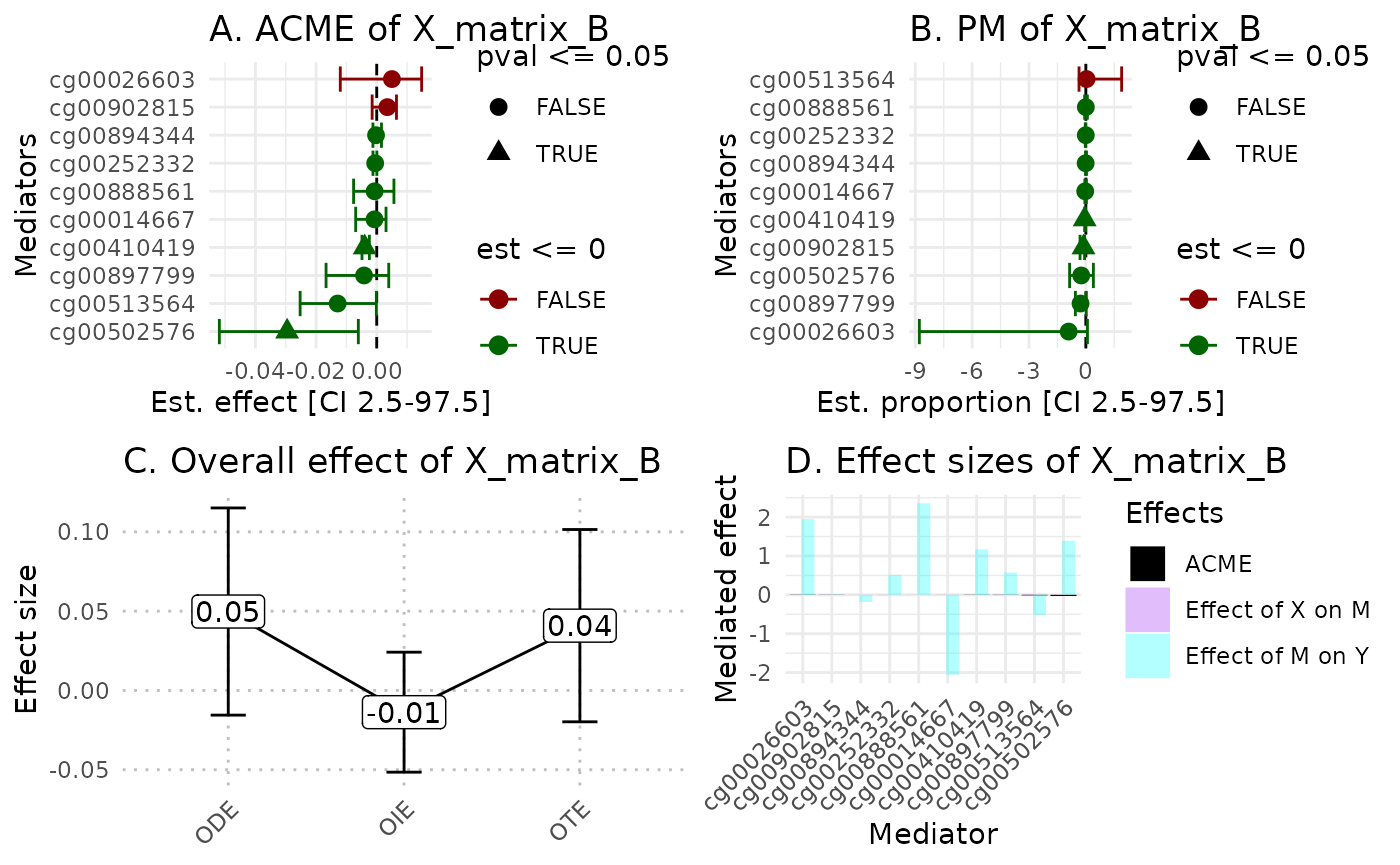 A. ACME of X_matrix_B
Mediators
cg00026603
cg00902815
cg00894344
cg00252332
cg00888561
cg00014667
cg00410419
cg00897799
cg00513564
cg00502576
-0.04
-0.02
0.00
Est. effect [CI 2.5-97.5]
pval <= 0.05
FALSE
TRUE
est <= 0
FALSE
TRUE
B. PM of X_matrix_B
Mediators
cg00513564
cg00888561
cg00252332
cg00894344
cg00014667
cg00410419
cg00902815
cg00502576
cg00897799
cg00026603
-9
-6
-3
0
Est. proportion [CI 2.5-97.5]
pval <= 0.05
FALSE
TRUE
est <= 0
FALSE
TRUE
C. Overall effect of X_matrix_B
Effect size
0.10
0.05
0.00
-0.05
0.05
-0.01
0.04
ODE
OIE
OTE
D. Effect sizes of X_matrix_B
Mediated effect
2
1
0
-1
-2
cg00026603
cg00902815
cg00894344
cg00252332
cg00888561
cg00014667
cg00410419
cg00897799
cg00513564
cg00502576
Mediator
Effects
ACME
Effect of X on M
Effect of M on Y